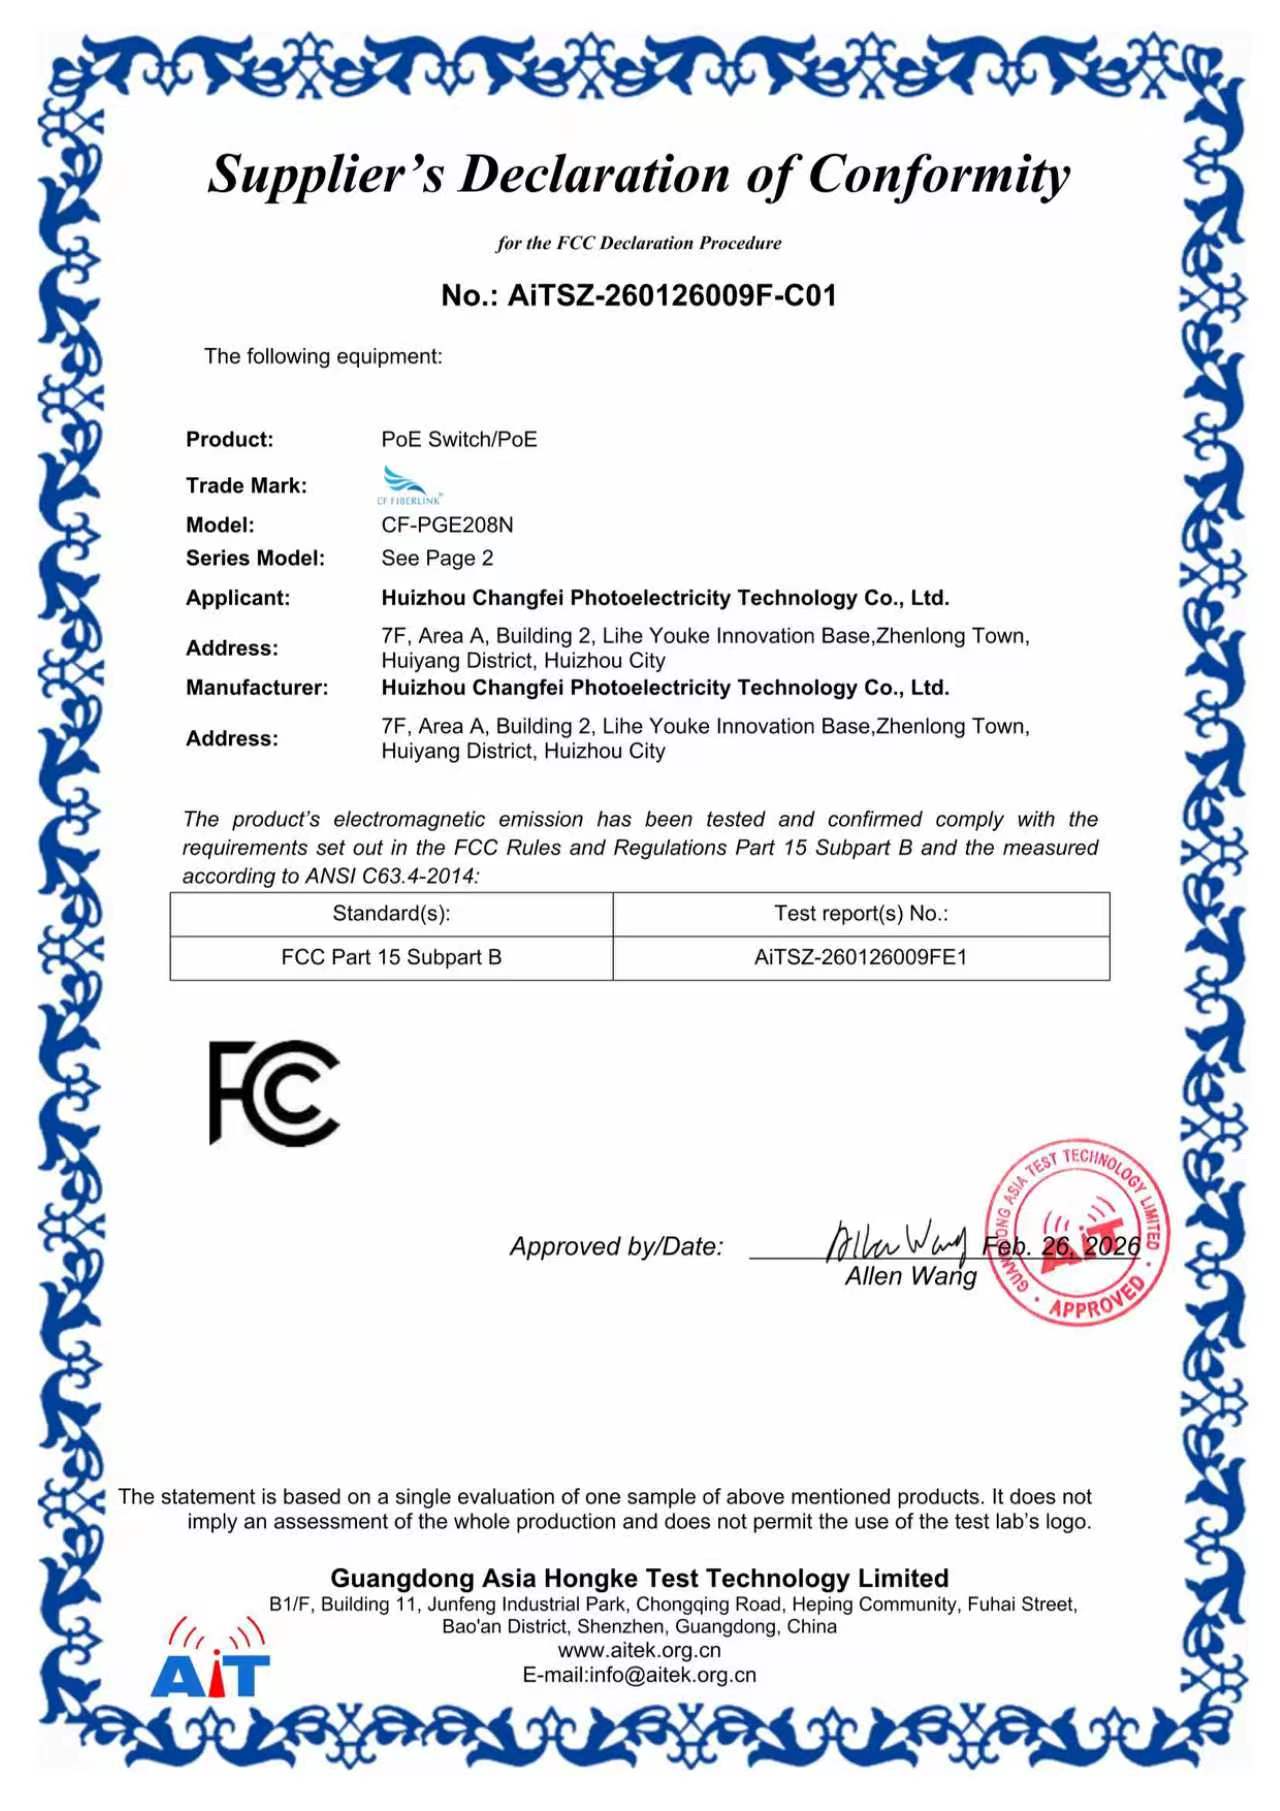 Supplier’s Declaration of Conformity
for the FCC Declaration Procedure
No.: AiTSZ-260126009F-C01
The following equipment:
Product: PoE Switch/PoE
Trade Mark: CF FIBERLINK
Model: CF-PGE208N
Series Model: See Page 2
Applicant: Huizhou Changfei Photoelectricity Technology Co., Ltd.
Address: 7F, Area A, Building 2, Lihe Youke Innovation Base,Zhenlong Town,
Huiyang District, Huizhou City
Manufacturer: Huizhou Changfei Photoelectricity Technology Co., Ltd.
Address: 7F, Area A, Building 2, Lihe Youke Innovation Base,Zhenlong Town,
Huiyang District, Huizhou City
The product’s electromagnetic emission has been tested and confirmed comply with the
requirements set out in the FCC Rules and Regulations Part 15 Subpart B and the measured
according to ANSI C63.4-2014:
Standard(s): Test report(s) No.:
FCC Part 15 Subpart B AiTSZ-260126009FE1
FC
Approved by/Date: Allen Wang Feb. 26, 2026
Allen Wang
GUANGDONG ASIA TEST TECHNOLOGY LIMITED
AiT
APPROVED
The statement is based on a single evaluation of one sample of above mentioned products. It does not
imply an assessment of the whole production and does not permit the use of the test lab’s logo.
Guangdong Asia Hongke Test Technology Limited
B1/F, Building 11, Junfeng Industrial Park, Chongqing Road, Heping Community, Fuhai Street,
Bao'an District, Shenzhen, Guangdong, China
www.aitek.org.cn
E-mail:info@aitek.org.cn
AiT